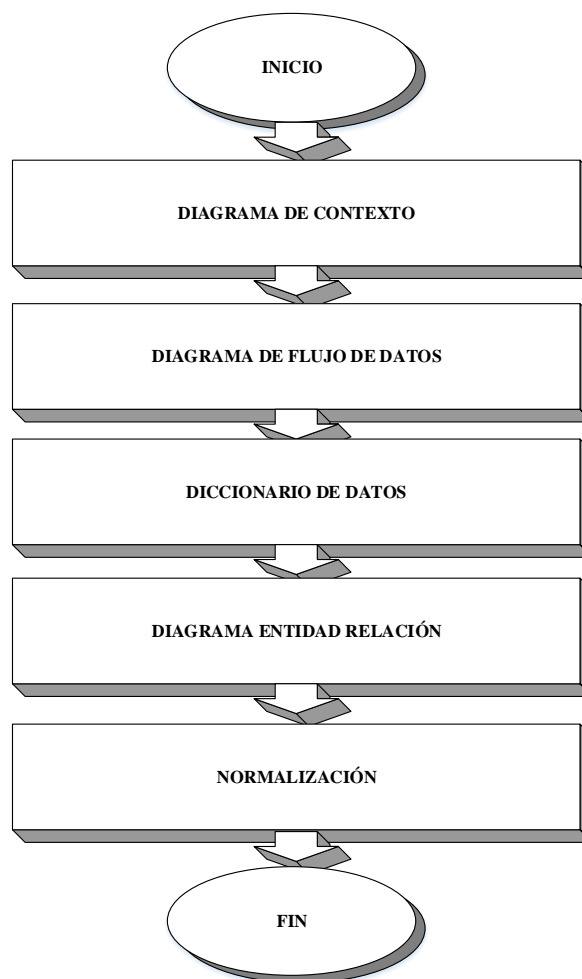 INICIO
DIAGRAMA DE CONTEXTO
DIAGRAMA DE FLUJO DE DATOS
DICCIONARIO DE DATOS
DIAGRAMA ENTIDAD RELACIÓN
NORMALIZACIÓN
FIN